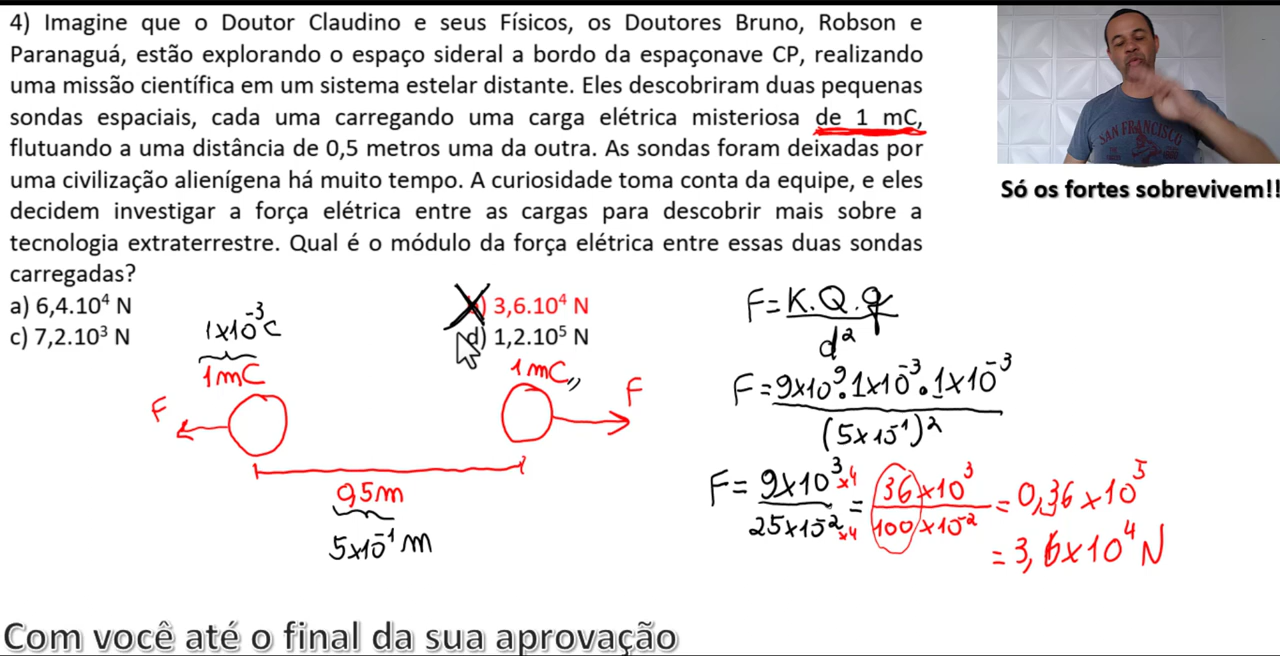 4) Imagine que o Doutor Claudino e seus Físicos, os Doutores Bruno, Robson e
Paranaguá, estão explorando o espaço sideral a bordo da espaçonave CP, realizando
uma missão científica em um sistema estelar distante. Eles descobriram duas pequenas
sondas espaciais, cada uma carregando uma carga elétrica misteriosa de 1 mC,
flutuando a uma distância de 0,5 metros uma da outra. As sondas foram deixadas por
uma civilização alienígena há muito tempo. A curiosidade toma conta da equipe, e eles
decidem investigar a força elétrica entre as cargas para descobrir mais sobre a
tecnologia extraterrestre. Qual é o módulo da força elétrica entre essas duas sondas
carregadas?
a) 6,4.10⁴ N
) 3,6.10⁴ N
c) 7,2.10³ N
d) 1,2.10⁵ N
SAN FRANCISCO
Só os fortes sobrevivem!!
1x10⁻³C
1mC
1mC,,
F
F
0,5m
5x10⁻¹m
F=K.Q.q/d²
F=9x10⁹.1x10⁻³.1x10⁻³/(5x10⁻¹)²
F=9x10³x4/25x10⁻²x4=36x10³/100x10⁻²=0,36x10⁵
=3,6x10⁴N
Com você até o final da sua aprovação